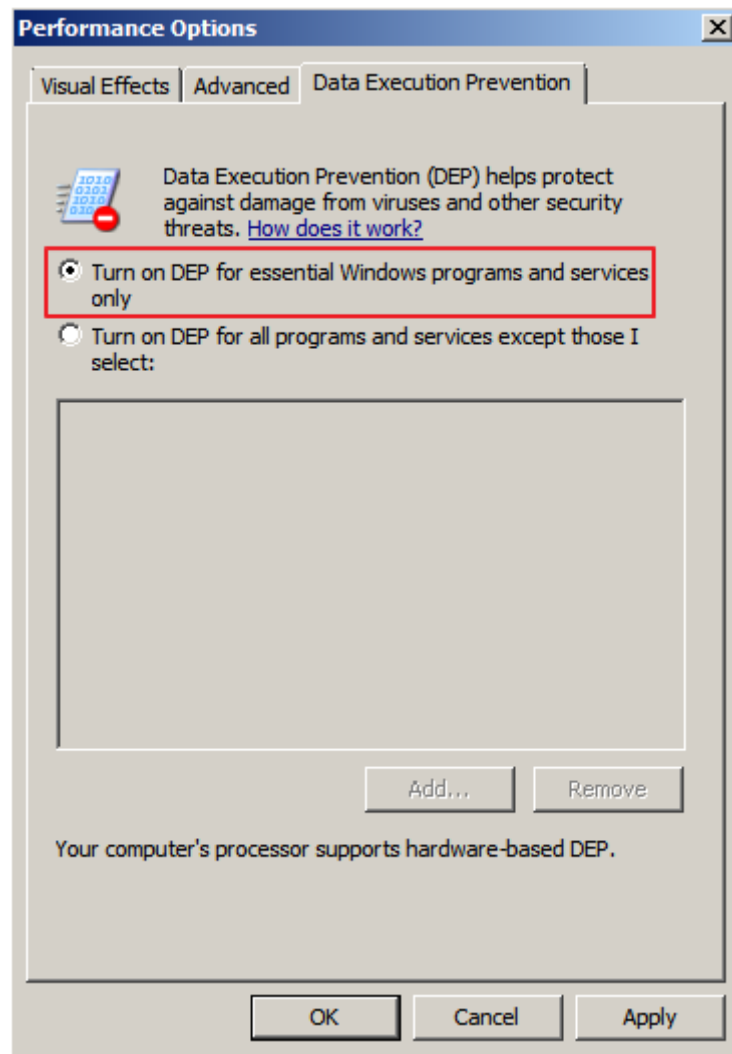 Performance Options
Visual Effects
Advanced
Data Execution Prevention
Data Execution Prevention (DEP) helps protect
against damage from viruses and other security
threats. How does it work?
Turn on DEP for essential Windows programs and services
only
Turn on DEP for all programs and services except those I
select:
Add...
Remove
Your computer's processor supports hardware-based DEP.
OK
Cancel
Apply